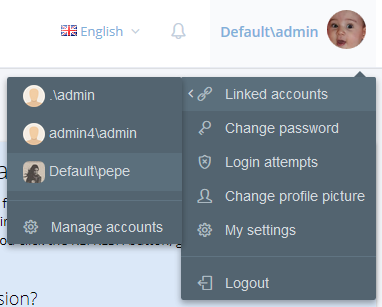 English
Default\admin
.\admin
admin4\admin
Default\pepe
Manage accounts
Linked accounts
Change password
Login attempts
Change profile picture
My settings
Logout
sion?